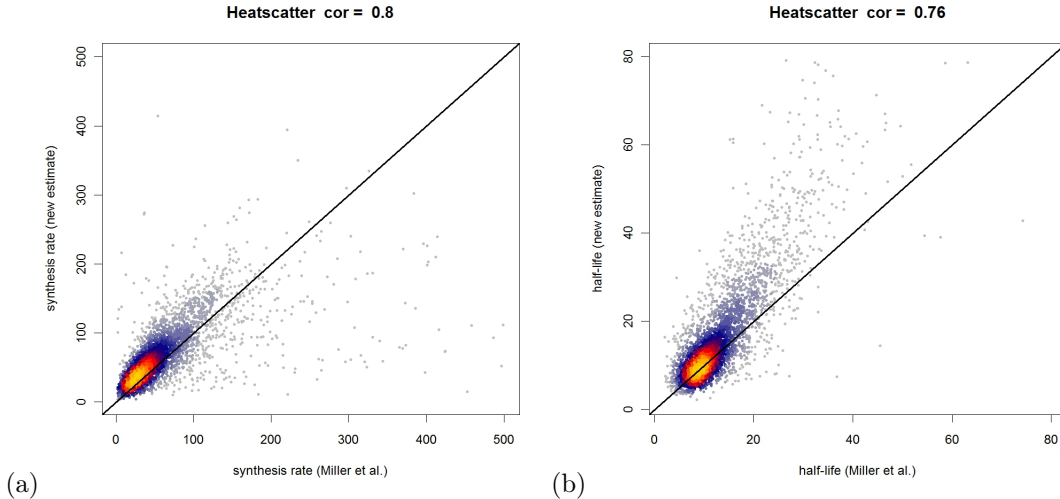 Heatscatter cor = 0.8
synthesis rate (new estimate)
500
400
300
200
100
0
0 100 200 300 400 500
synthesis rate (Miller et al.)
(a)
Heatscatter cor = 0.76
half-life (new estimate)
80
60
40
20
0
0 20 40 60 80
half-life (Miller et al.)
(b)